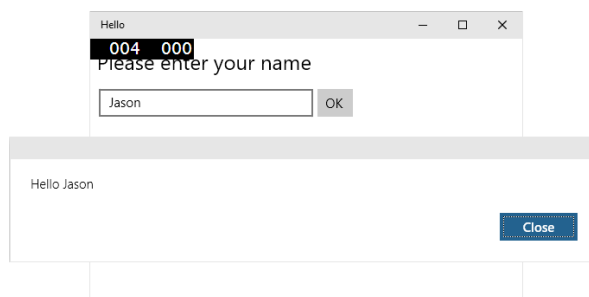 Hello
004 000
Please enter your name
Jason
OK
Hello Jason
Close